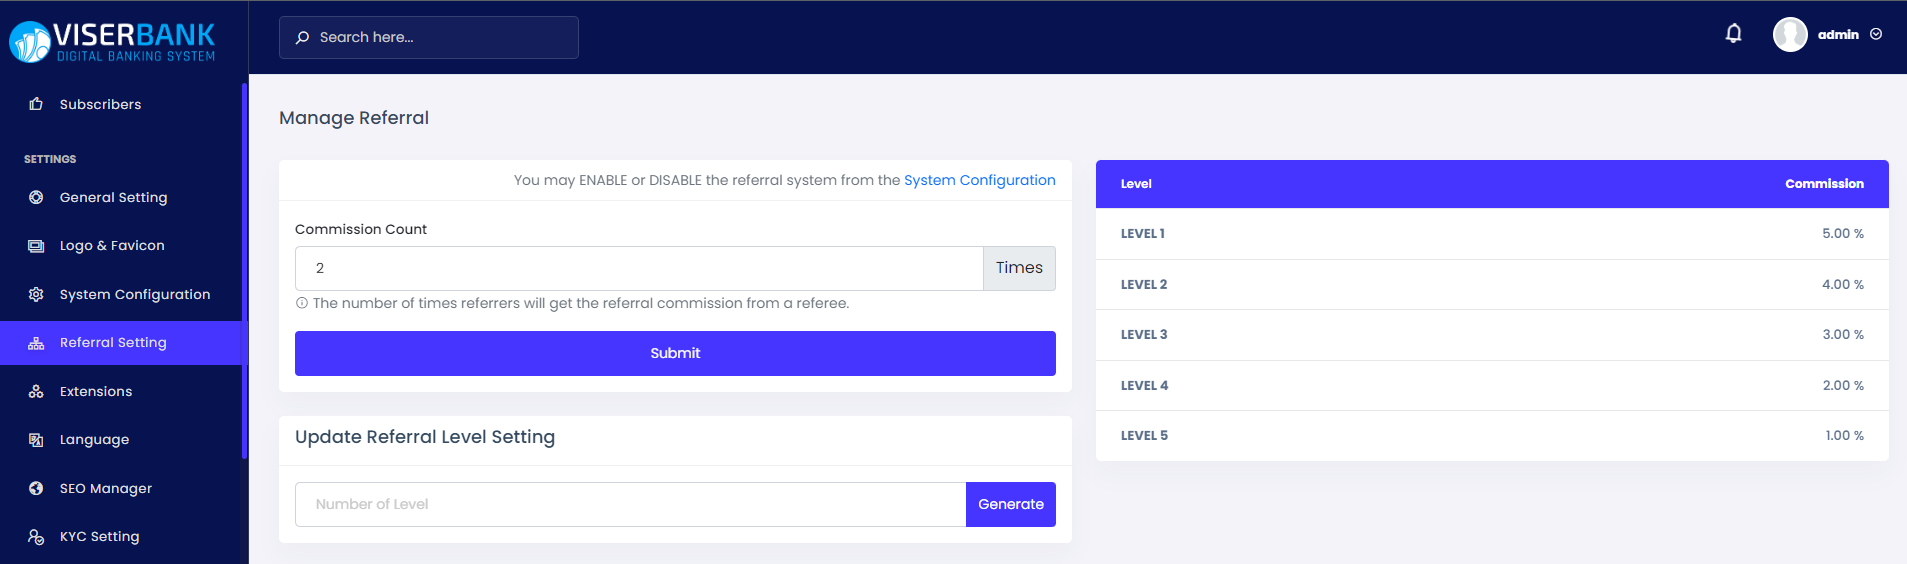 VISERBANK
DIGITAL BANKING SYSTEM
Search here...
admin
Subscribers
SETTINGS
General Setting
Logo & Favicon
System Configuration
Referral Setting
Extensions
Language
SEO Manager
KYC Setting
Manage Referral
You may ENABLE or DISABLE the referral system from the System Configuration
Commission Count
2 Times
The number of times referrers will get the referral commission from a referee.
Submit
Update Referral Level Setting
Number of Level Generate
Level Commission
LEVEL 1 5.00 %
LEVEL 2 4.00 %
LEVEL 3 3.00 %
LEVEL 4 2.00 %
LEVEL 5 1.00 %